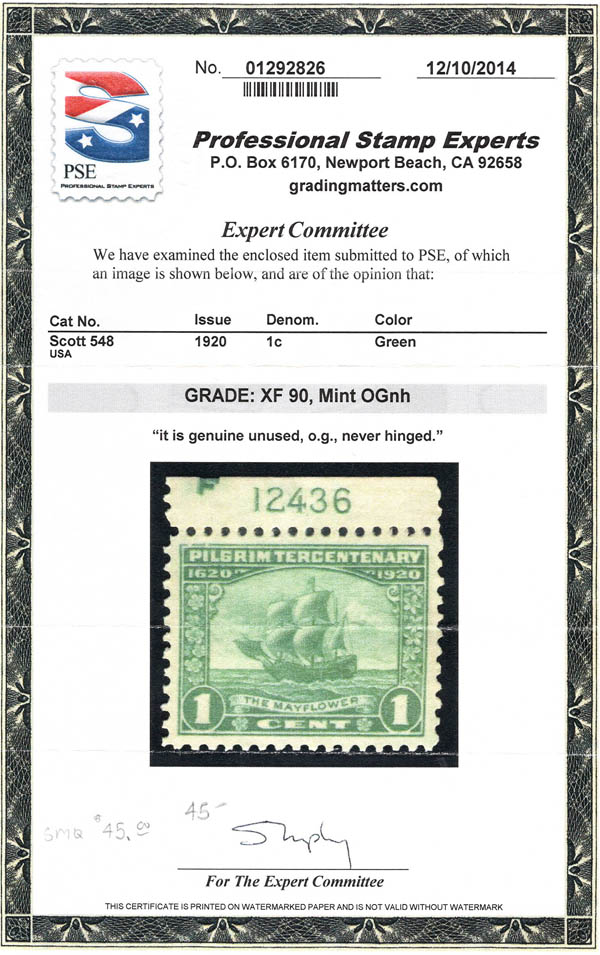 No. 01292826 12/10/2014
PSE
PROFESSIONAL STAMP EXPERTS
Professional Stamp Experts
P.O. Box 6170, Newport Beach, CA 92658
gradingmatters.com
Expert Committee
We have examined the enclosed item submitted to PSE, of which
an image is shown below, and are of the opinion that:
Cat No. Issue Denom. Color
Scott 548 1920 1c Green
USA
GRADE: XF 90, Mint OGnh
“it is genuine unused, o.g., never hinged.”
F 12436
PILGRIM TERCENTENARY
1620 1920
THE MAYFLOWER
1 CENT 1
SMQ $45.00 45-
For The Expert Committee
THIS CERTIFICATE IS PRINTED ON WATERMARKED PAPER AND IS NOT VALID WITHOUT WATERMARK